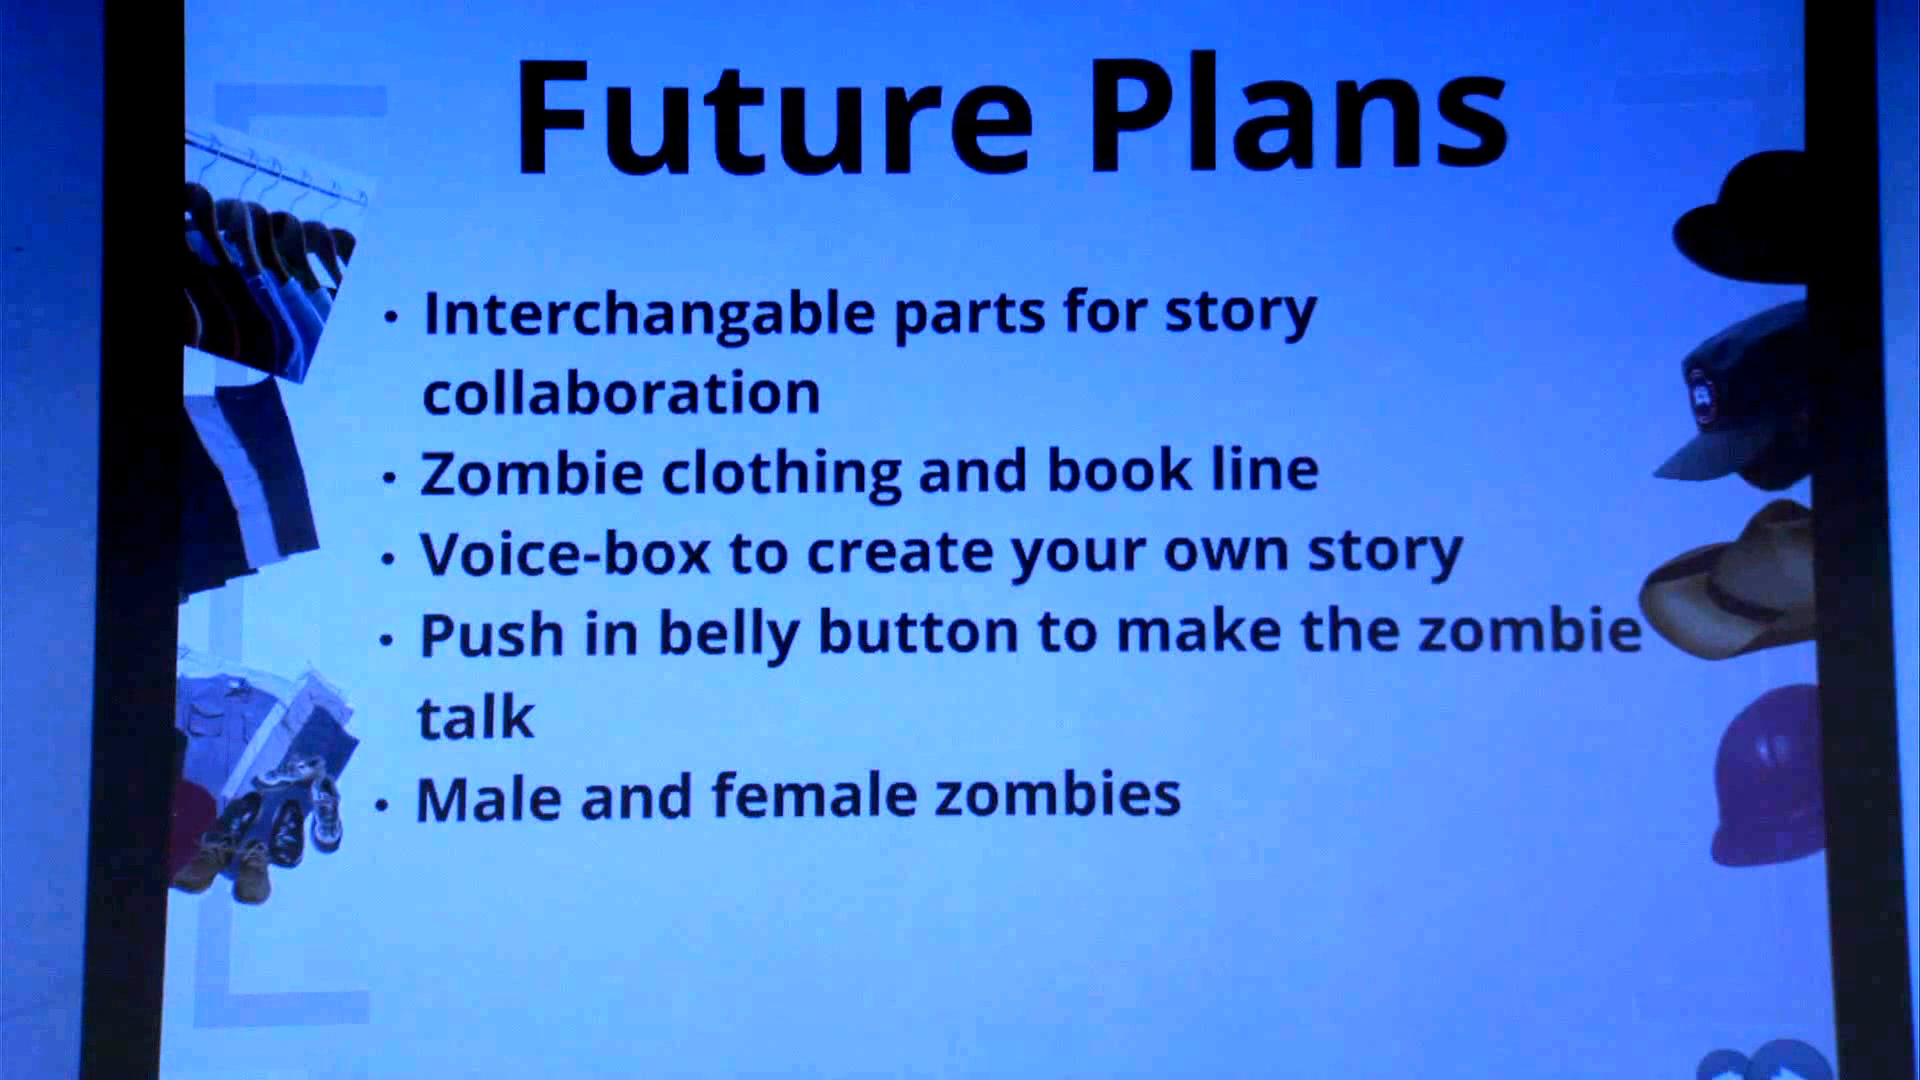 Future Plans
• Interchangable parts for story
collaboration
• Zombie clothing and book line
• Voice-box to create your own story
• Push in belly button to make the zombie
talk
• Male and female zombies